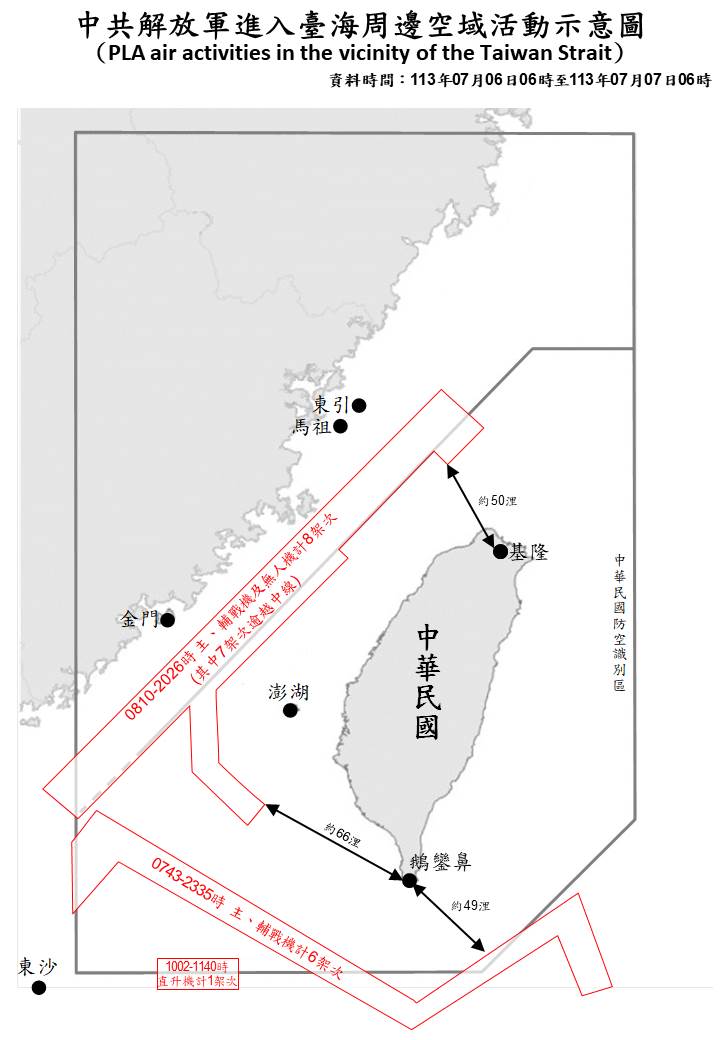 中共解放軍進入臺海周邊空域活動示意圖
（PLA air activities in the vicinity of the Taiwan Strait）
資料時間：113年07月06日06時至113年07月07日06時
東引
馬祖
約50浬
基隆
中華民國防空識別區
0810-2026時 主、輔戰機及無人機計8架次
(其中7架次逾越中線)
金門
中華民國
澎湖
約66浬
鵝鑾鼻
0743-2335時 主、輔戰機計6架次
約49浬
東沙
1002-1140時
直升機計1架次